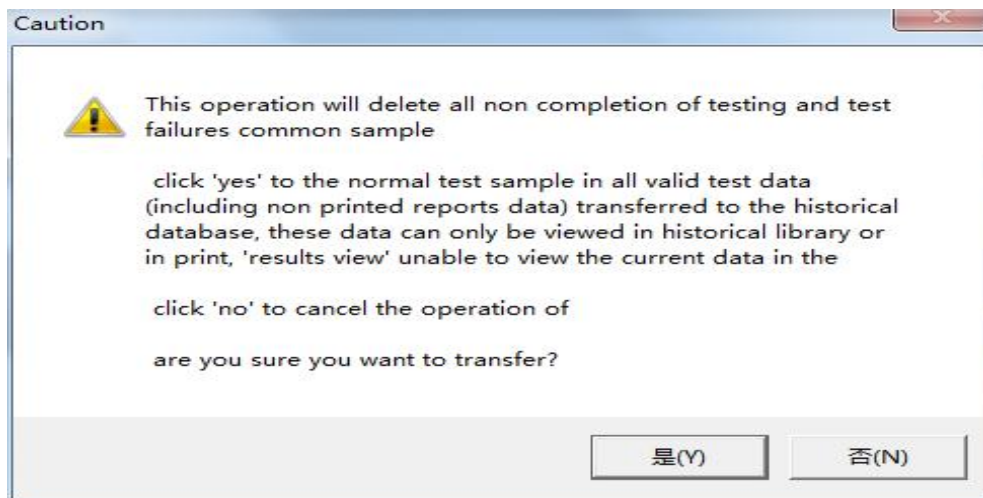 Caution
This operation will delete all non completion of testing and test
failures common sample
click 'yes' to the normal test sample in all valid test data
(including non printed reports data) transferred to the historical
database, these data can only be viewed in historical library or
in print, 'results view' unable to view the current data in the
click 'no' to cancel the operation of
are you sure you want to transfer?
是(Y)
否(N)